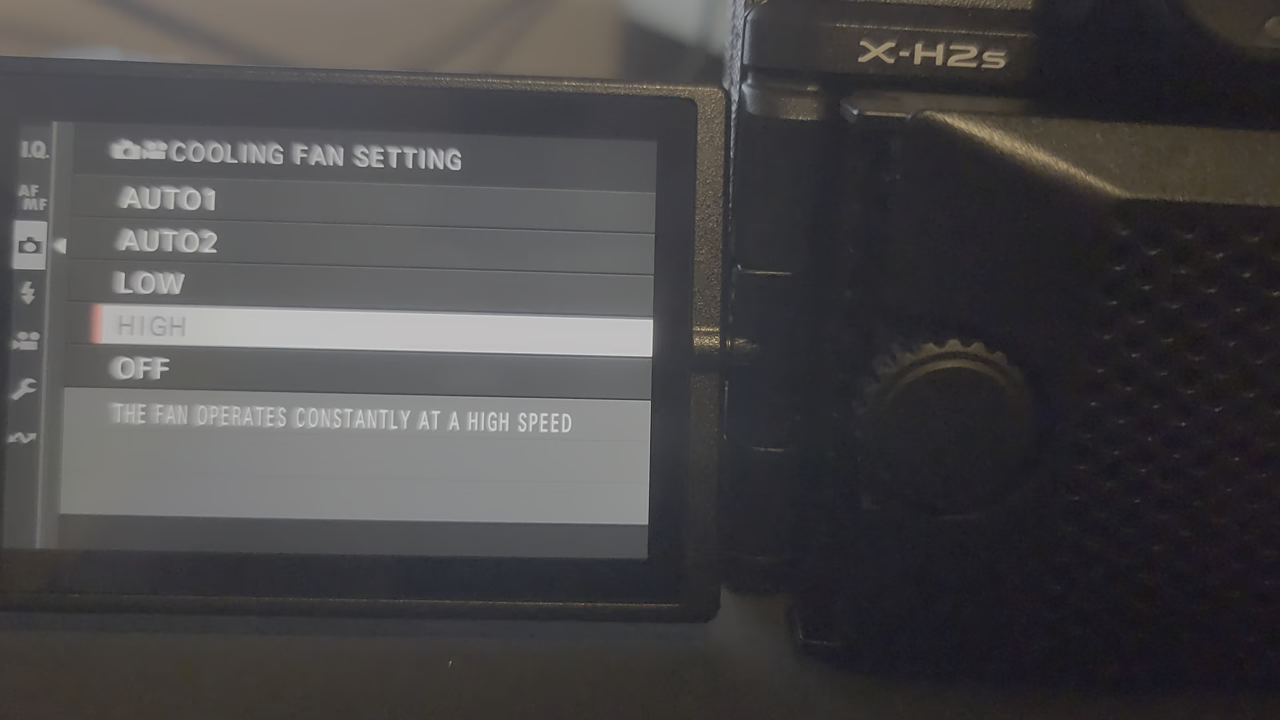 X-H2S
I.Q.
COOLING FAN SETTING
AF
MF
AUTO1
AUTO2
LOW
HIGH
OFF
THE FAN OPERATES CONSTANTLY AT A HIGH SPEED